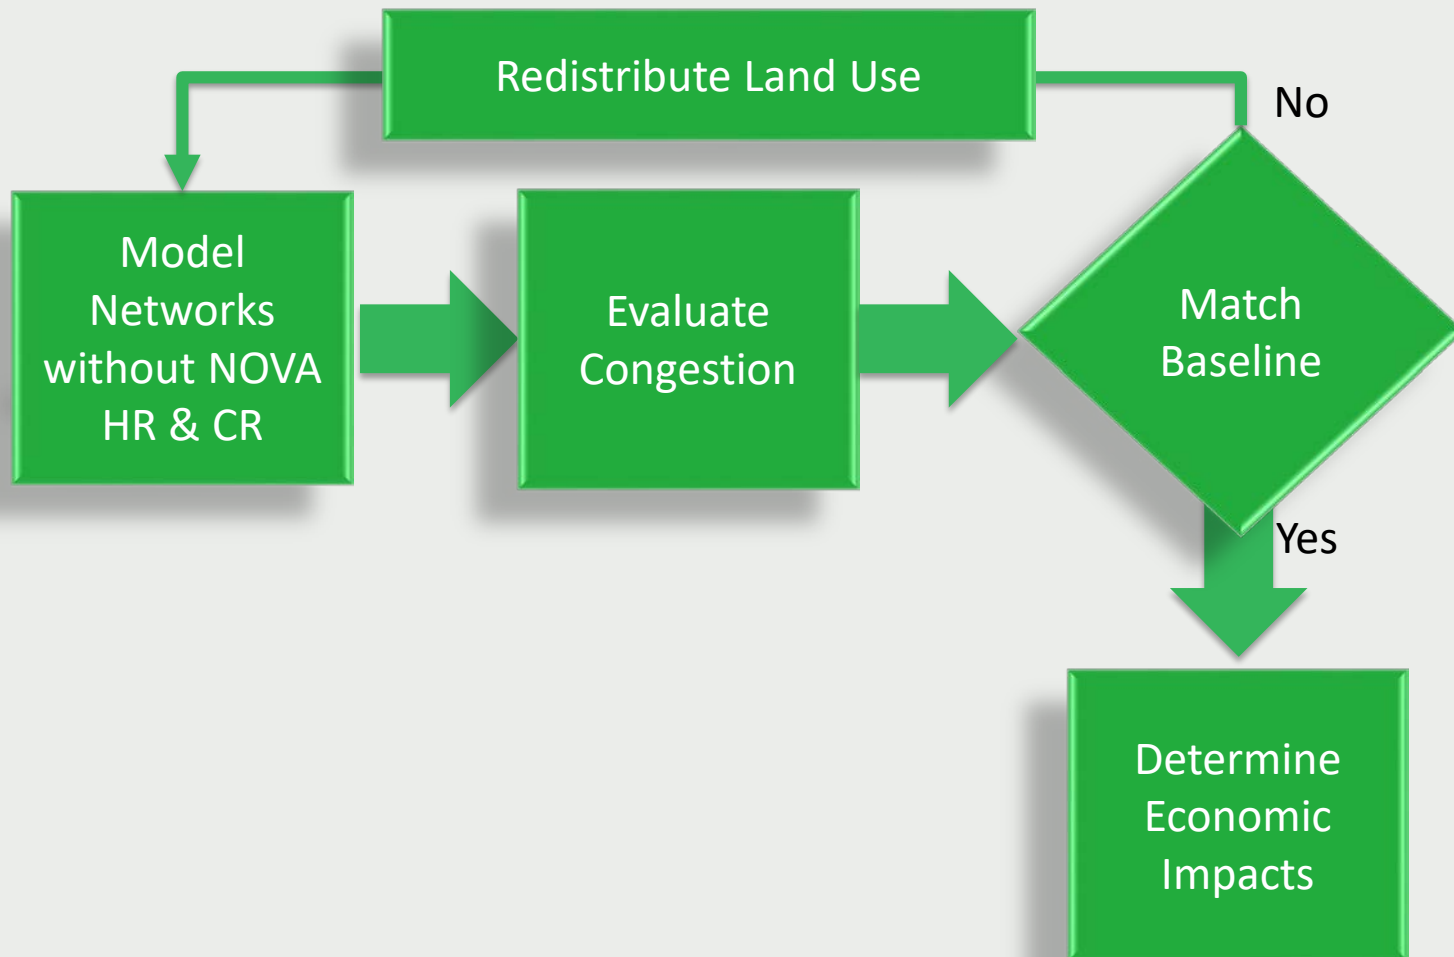 Redistribute Land Use
No
Model
Networks
without NOVA
HR & CR
Evaluate
Congestion
Match
Baseline
Yes
Determine
Economic
Impacts